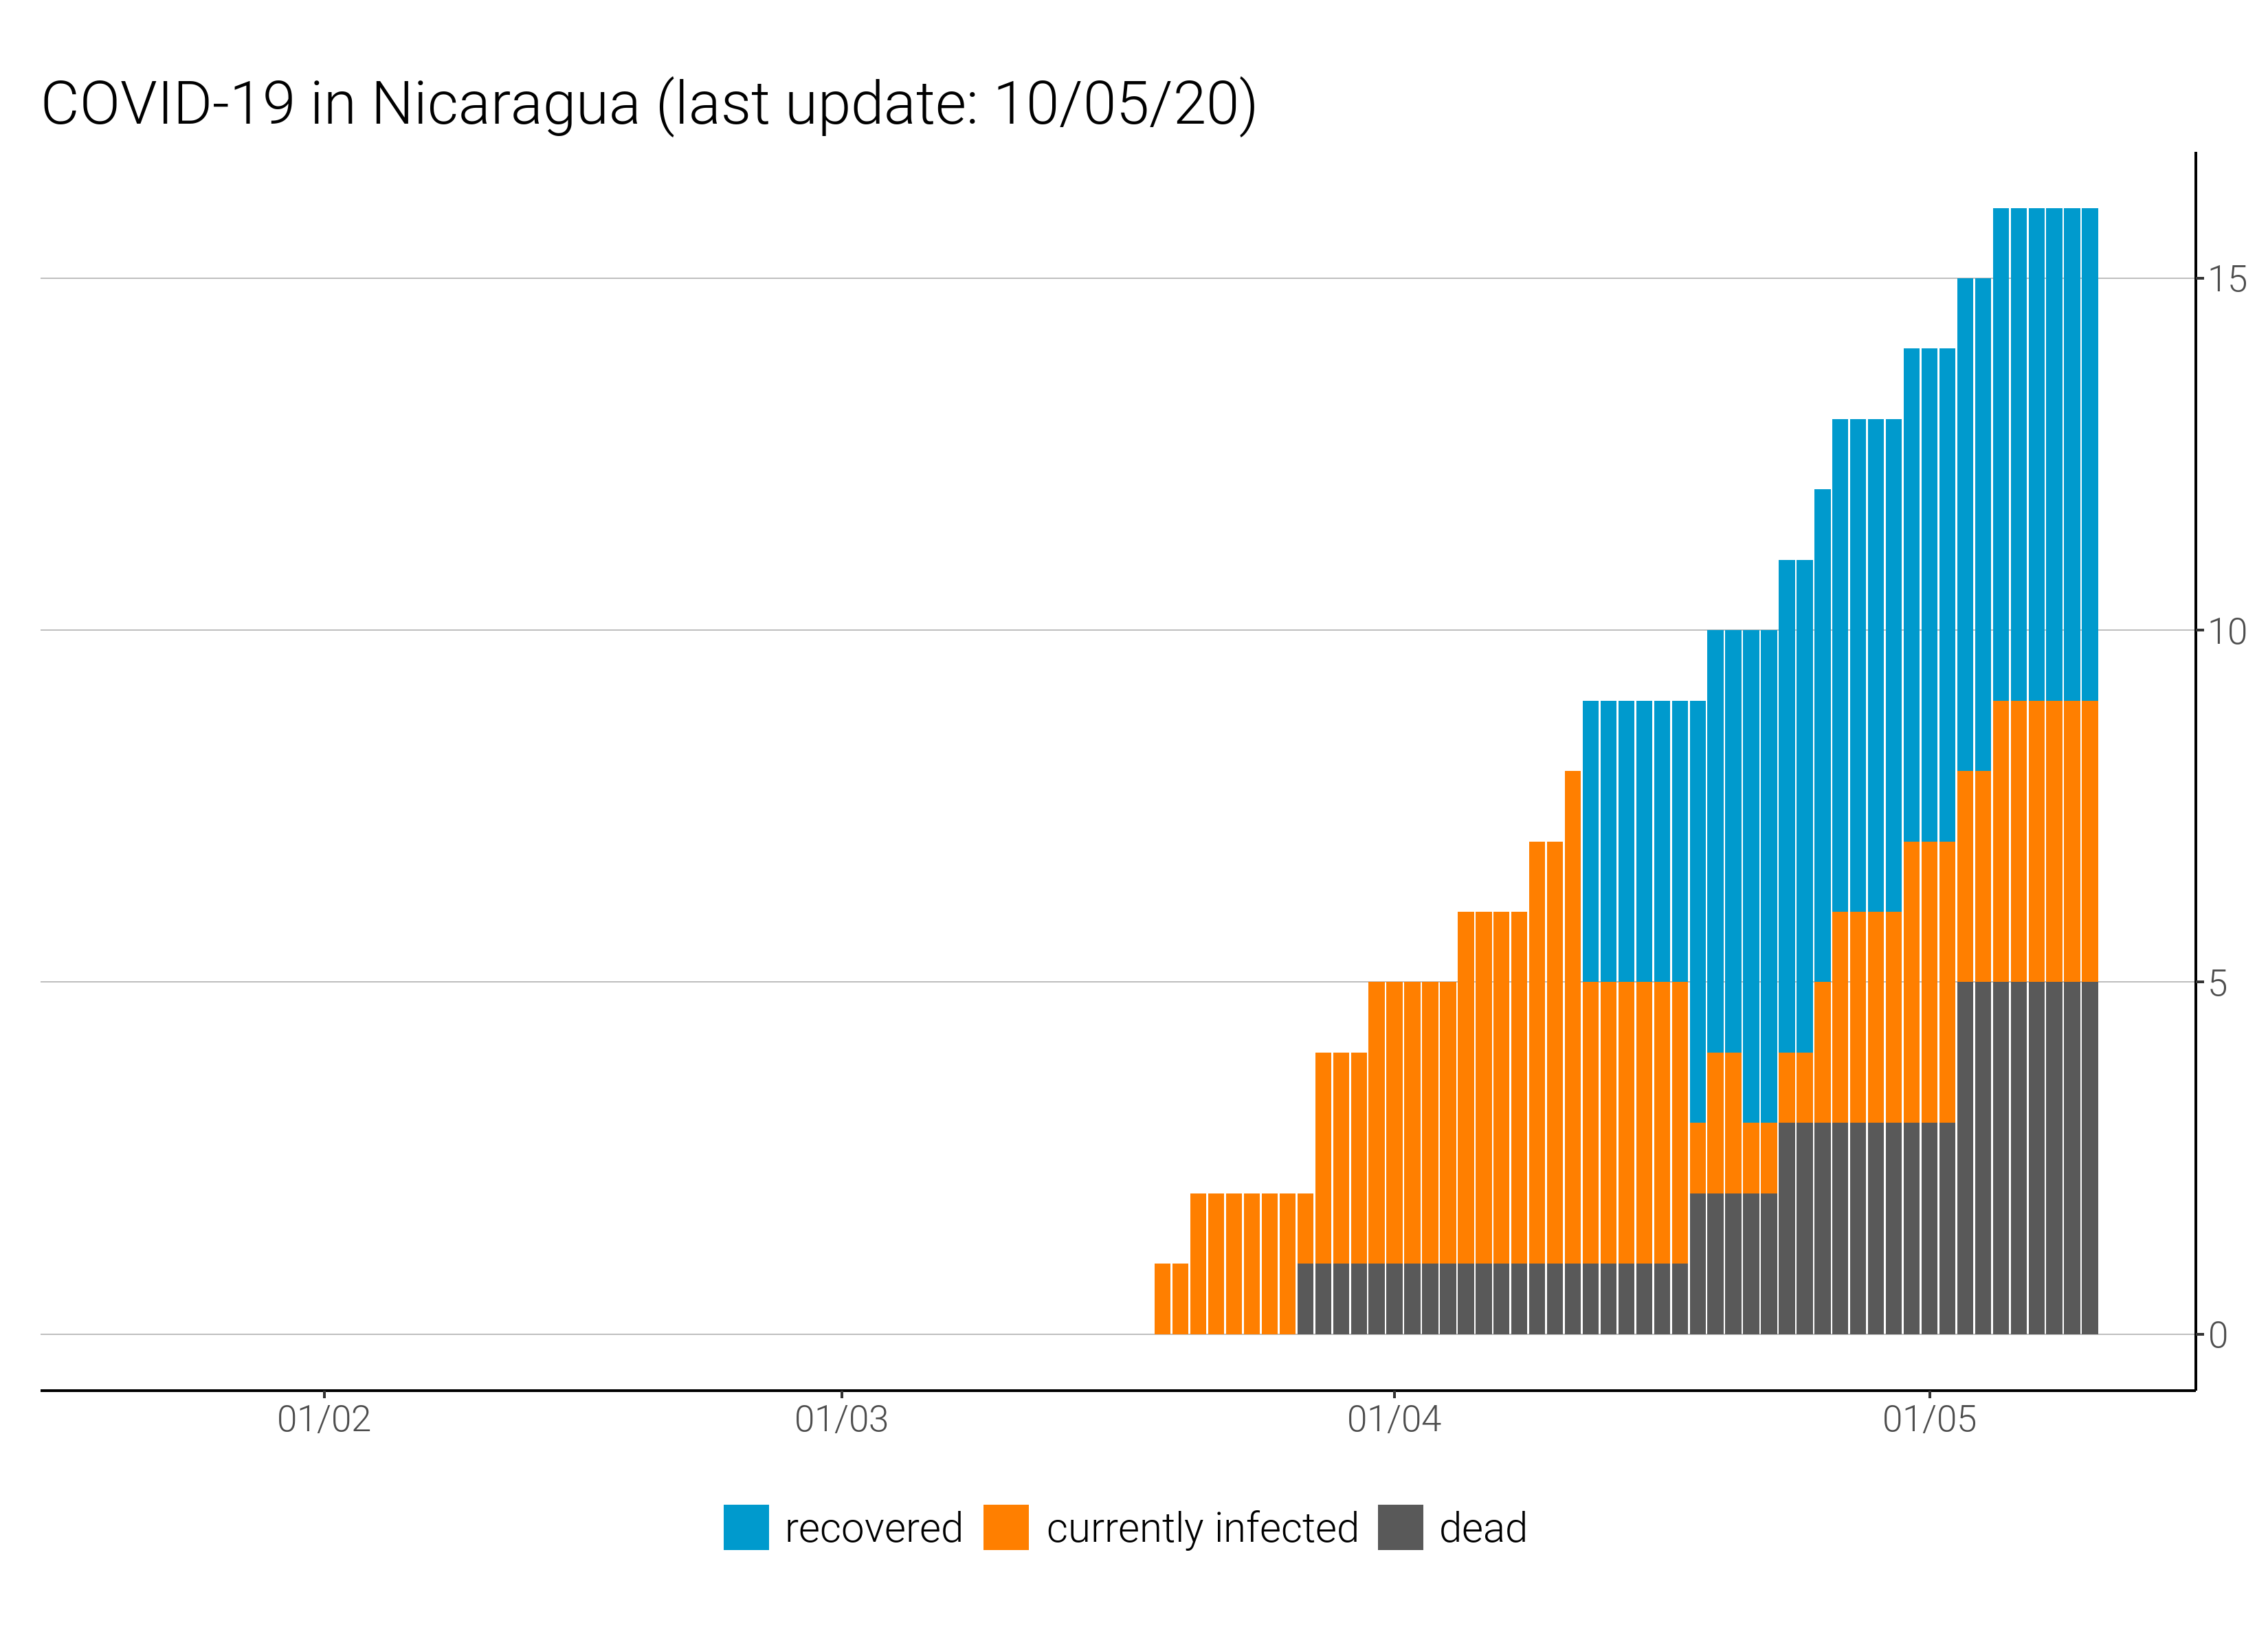 COVID-19 in Nicaragua (last update: 10/05/20)
15
10
5
0
01/02 01/03 01/04 01/05
recovered currently infected dead